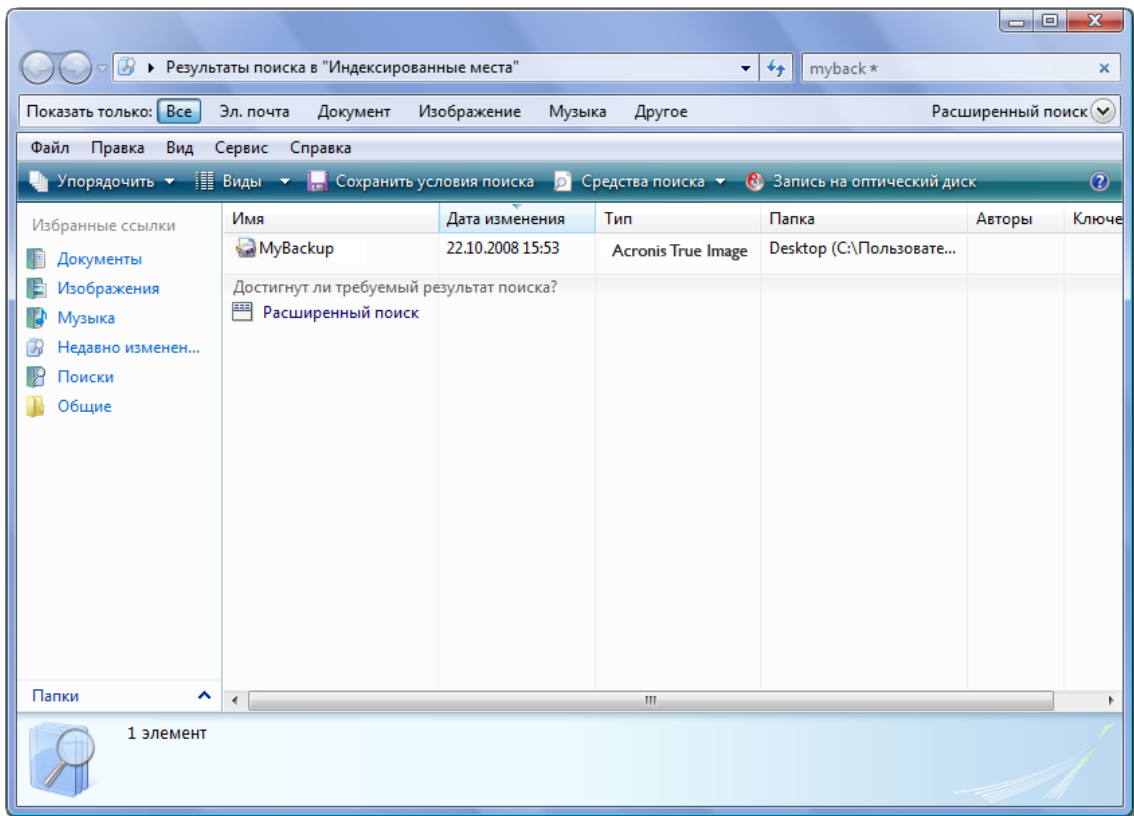 Результаты поиска в "Индексированные места"
myback *
Показать только: Все Эл. почта Документ Изображение Музыка Другое Расширенный поиск
Файл Правка Вид Сервис Справка
Упорядочить Виды Сохранить условия поиска Средства поиска Запись на оптический диск
Избранные ссылки
Документы
Изображения
Музыка
Недавно изменен...
Поиски
Общие
Имя Дата изменения Тип Папка Авторы Ключе
MyBackup 22.10.2008 15:53 Acronis True Image Desktop (C:\Пользовате...
Достигнут ли требуемый результат поиска?
Расширенный поиск
Папки
1 элемент